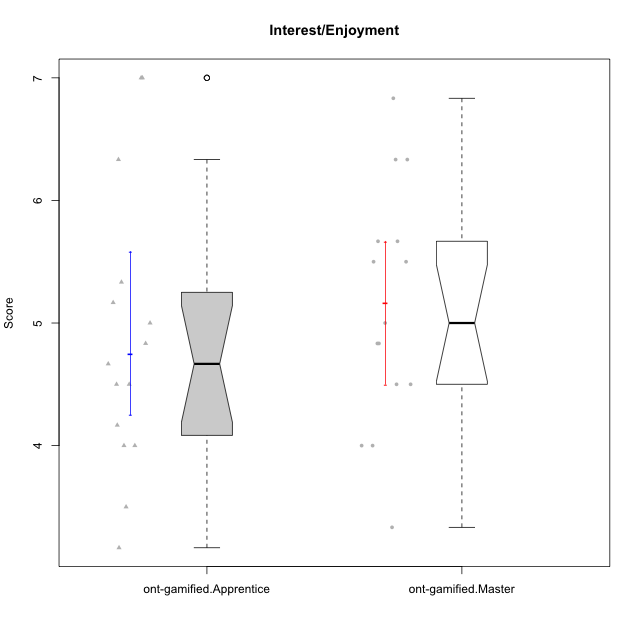 Interest/Enjoyment
Score
7
6
5
4
ont-gamified.Apprentice
ont-gamified.Master